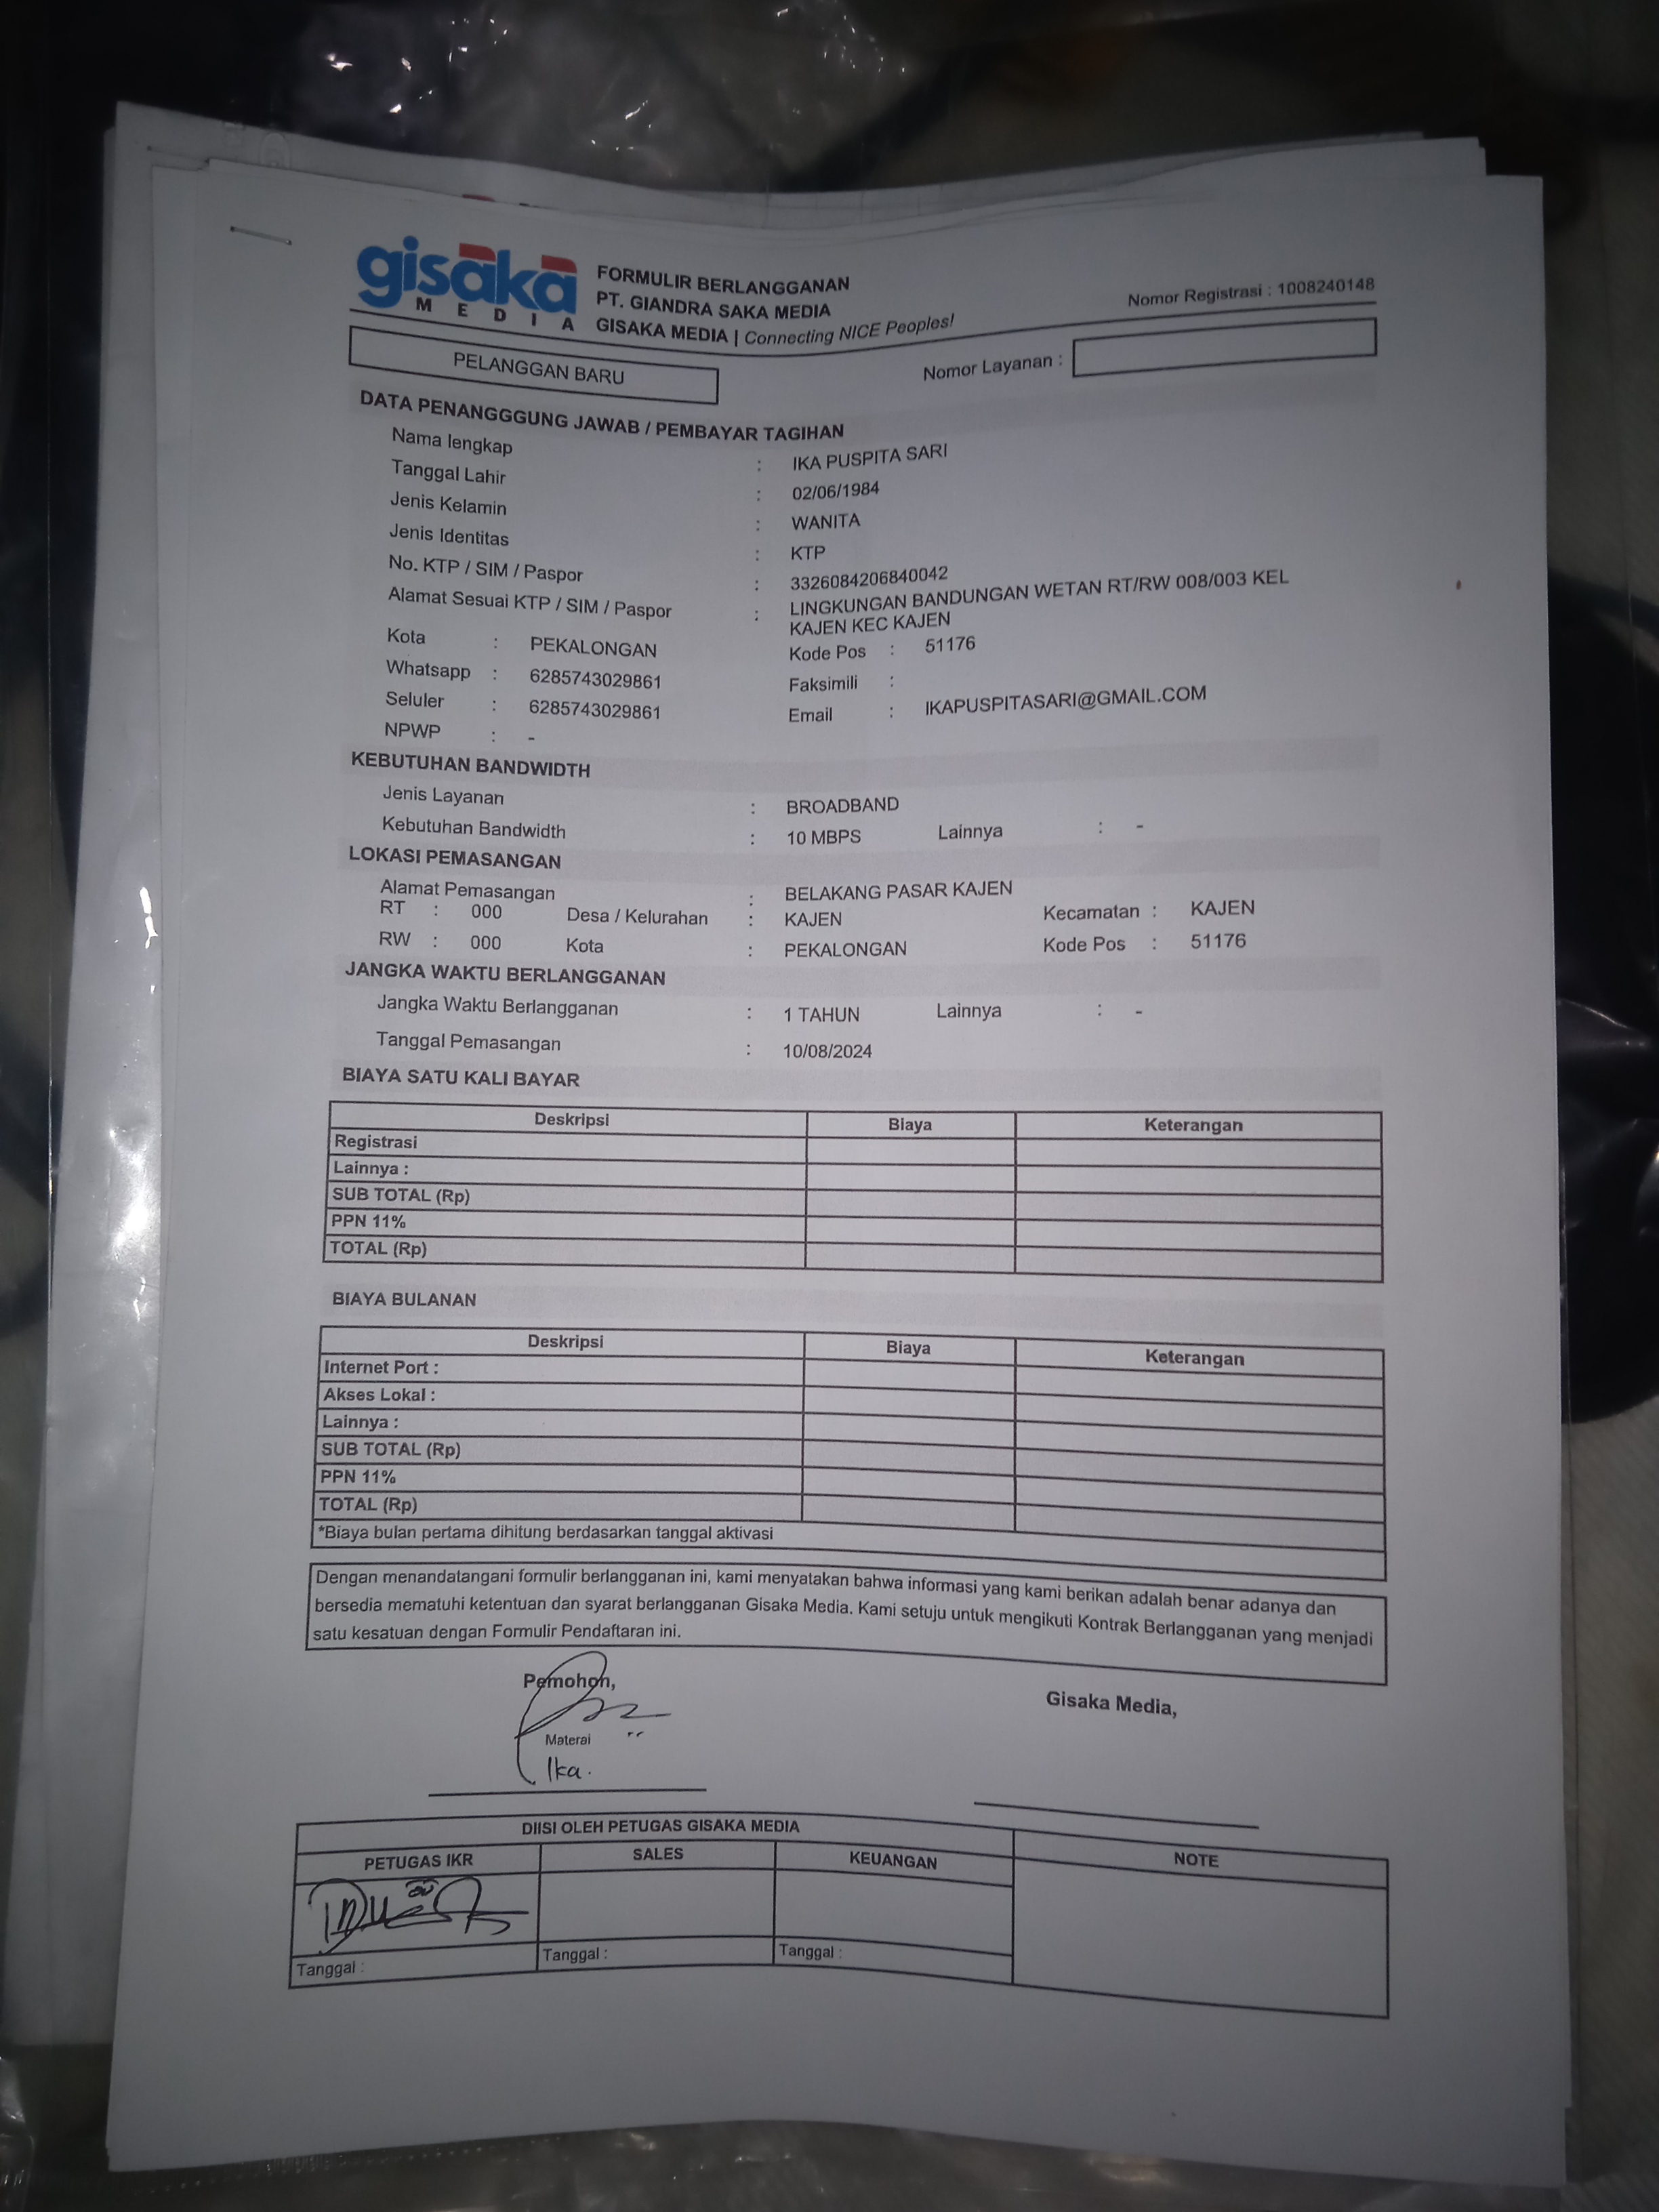 gisaka
MEDIA
FORMULIR BERLANGGANAN
PT. GIANDRA SAKA MEDIA
GISAKA MEDIA | Connecting NICE Peoples!
Nomor Registrasi : 1008240148
PELANGGAN BARU
Nomor Layanan :
DATA PENANGGGUNG JAWAB / PEMBAYAR TAGIHAN
Nama lengkap : IKA PUSPITA SARI
Tanggal Lahir : 02/06/1984
Jenis Kelamin : WANITA
Jenis Identitas : KTP
No. KTP / SIM / Paspor : 3326084206840042
Alamat Sesuai KTP / SIM / Paspor : LINGKUNGAN BANDUNGAN WETAN RT/RW 008/003 KEL
KAJEN KEC KAJEN
Kota : PEKALONGAN Kode Pos : 51176
Whatsapp : 6285743029861 Faksimili :
Seluler : 6285743029861 Email : IKAPUSPITASARI@GMAIL.COM
NPWP : -
KEBUTUHAN BANDWIDTH
Jenis Layanan : BROADBAND
Kebutuhan Bandwidth : 10 MBPS Lainnya : -
LOKASI PEMASANGAN
Alamat Pemasangan : BELAKANG PASAR KAJEN
RT : 000 Desa / Kelurahan : KAJEN Kecamatan : KAJEN
RW : 000 Kota : PEKALONGAN Kode Pos : 51176
JANGKA WAKTU BERLANGGANAN
Jangka Waktu Berlangganan : 1 TAHUN Lainnya : -
Tanggal Pemasangan : 10/08/2024
BIAYA SATU KALI BAYAR
Deskripsi Biaya Keterangan
Registrasi
Lainnya :
SUB TOTAL (Rp)
PPN 11%
TOTAL (Rp)
BIAYA BULANAN
Deskripsi Biaya Keterangan
Internet Port :
Akses Lokal :
Lainnya :
SUB TOTAL (Rp)
PPN 11%
TOTAL (Rp)
*Biaya bulan pertama dihitung berdasarkan tanggal aktivasi
Dengan menandatangani formulir berlangganan ini, kami menyatakan bahwa informasi yang kami berikan adalah benar adanya dan
bersedia mematuhi ketentuan dan syarat berlangganan Gisaka Media. Kami setuju untuk mengikuti Kontrak Berlangganan yang menjadi
satu kesatuan dengan Formulir Pendaftaran ini.
Pemohon, Gisaka Media,
Materai
Ika.
DIISI OLEH PETUGAS GISAKA MEDIA
PETUGAS IKR SALES KEUANGAN NOTE
Tanggal : Tanggal : Tanggal :